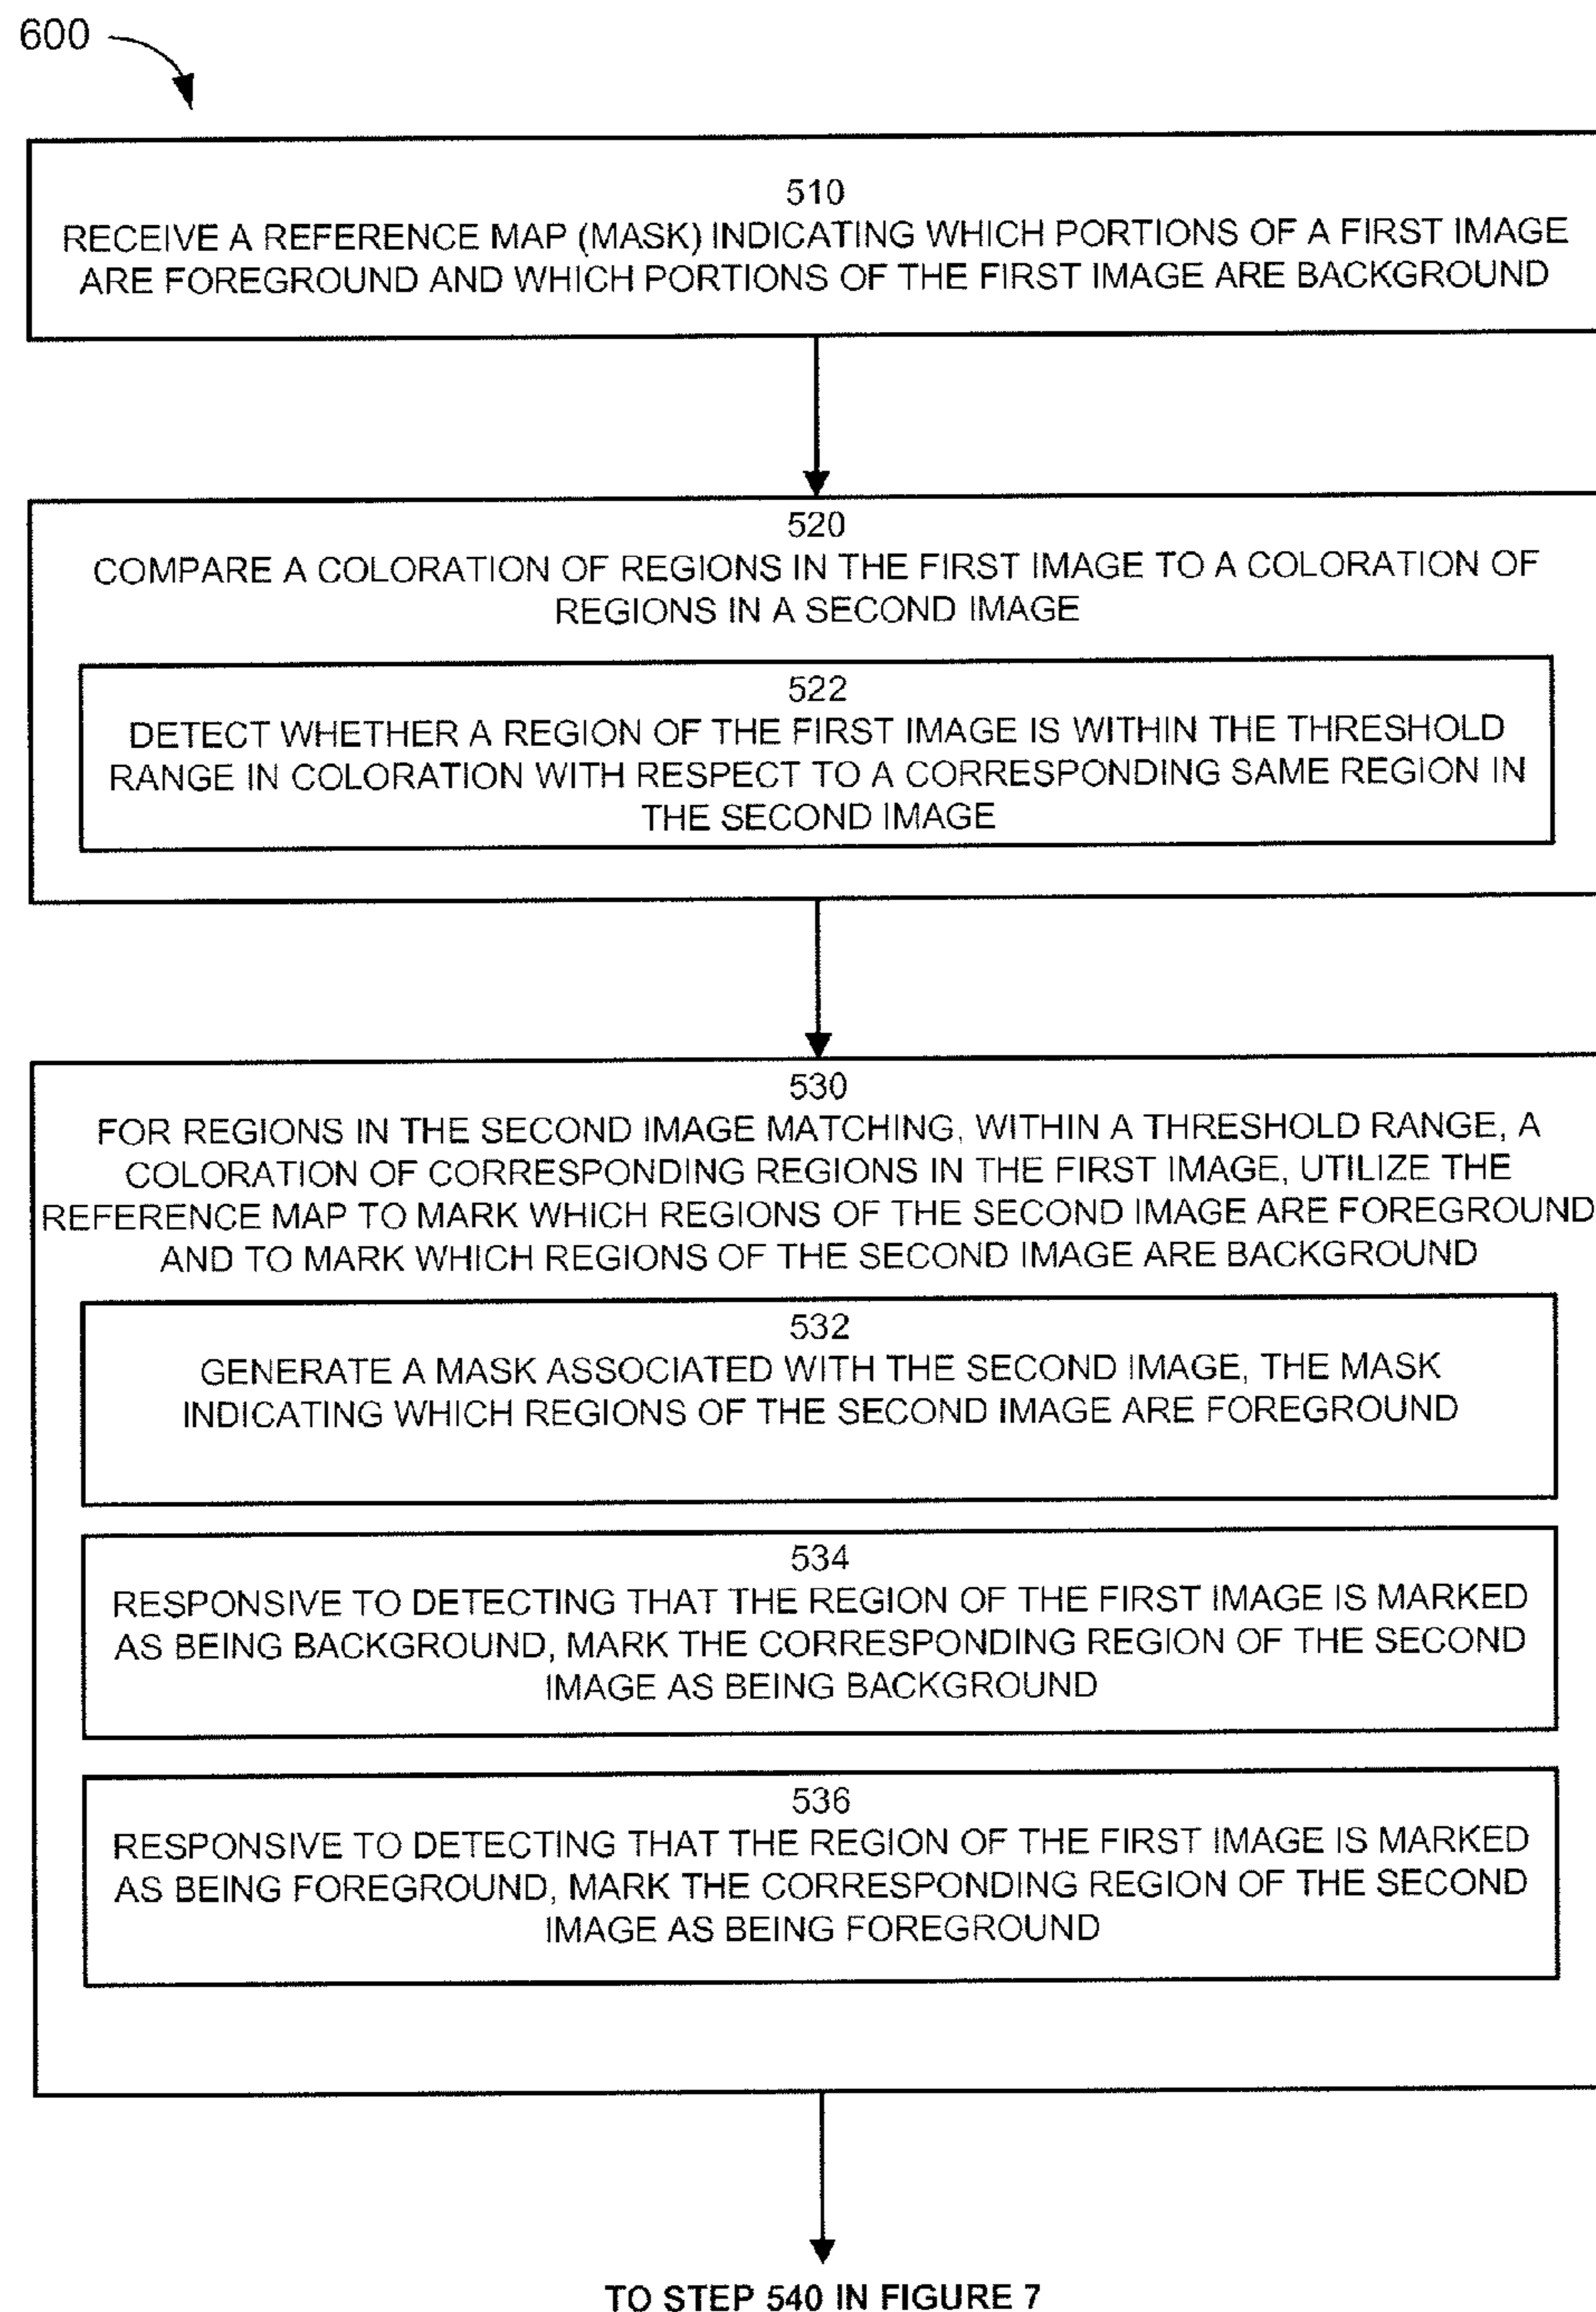 600
510
RECEIVE A REFERENCE MAP (MASK) INDICATING WHICH PORTIONS OF A FIRST IMAGE
ARE FOREGROUND AND WHICH PORTIONS OF THE FIRST IMAGE ARE BACKGROUND
520
COMPARE A COLORATION OF REGIONS IN THE FIRST IMAGE TO A COLORATION OF
REGIONS IN A SECOND IMAGE
522
DETECT WHETHER A REGION OF THE FIRST IMAGE IS WITHIN THE THRESHOLD
RANGE IN COLORATION WITH RESPECT TO A CORRESPONDING SAME REGION IN
THE SECOND IMAGE
530
FOR REGIONS IN THE SECOND IMAGE MATCHING, WITHIN A THRESHOLD RANGE, A
COLORATION OF CORRESPONDING REGIONS IN THE FIRST IMAGE, UTILIZE THE
REFERENCE MAP TO MARK WHICH REGIONS OF THE SECOND IMAGE ARE FOREGROUND
AND TO MARK WHICH REGIONS OF THE SECOND IMAGE ARE BACKGROUND
532
GENERATE A MASK ASSOCIATED WITH THE SECOND IMAGE, THE MASK
INDICATING WHICH REGIONS OF THE SECOND IMAGE ARE FOREGROUND
534
RESPONSIVE TO DETECTING THAT THE REGION OF THE FIRST IMAGE IS MARKED
AS BEING BACKGROUND, MARK THE CORRESPONDING REGION OF THE SECOND
IMAGE AS BEING BACKGROUND
536
RESPONSIVE TO DETECTING THAT THE REGION OF THE FIRST IMAGE IS MARKED
AS BEING FOREGROUND, MARK THE CORRESPONDING REGION OF THE SECOND
IMAGE AS BEING FOREGROUND
TO STEP 540 IN FIGURE 7